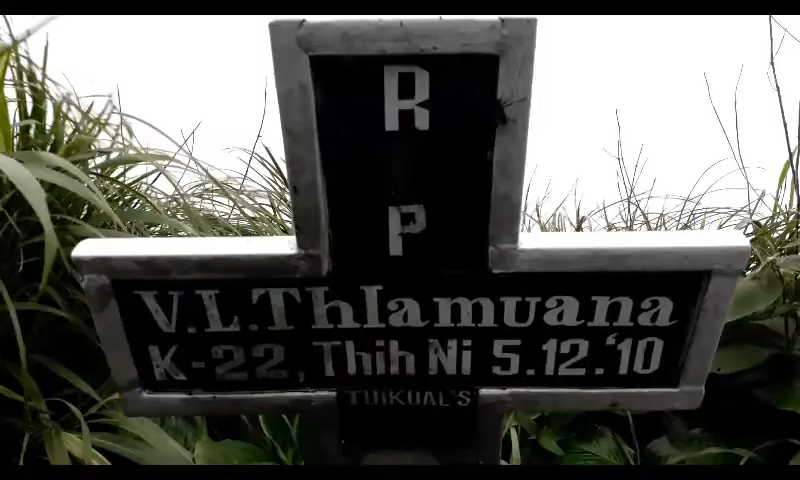 R
P
V.L.Thlamuana
K-22, Thih Ni 5.12.'10
TUIKUAL'S